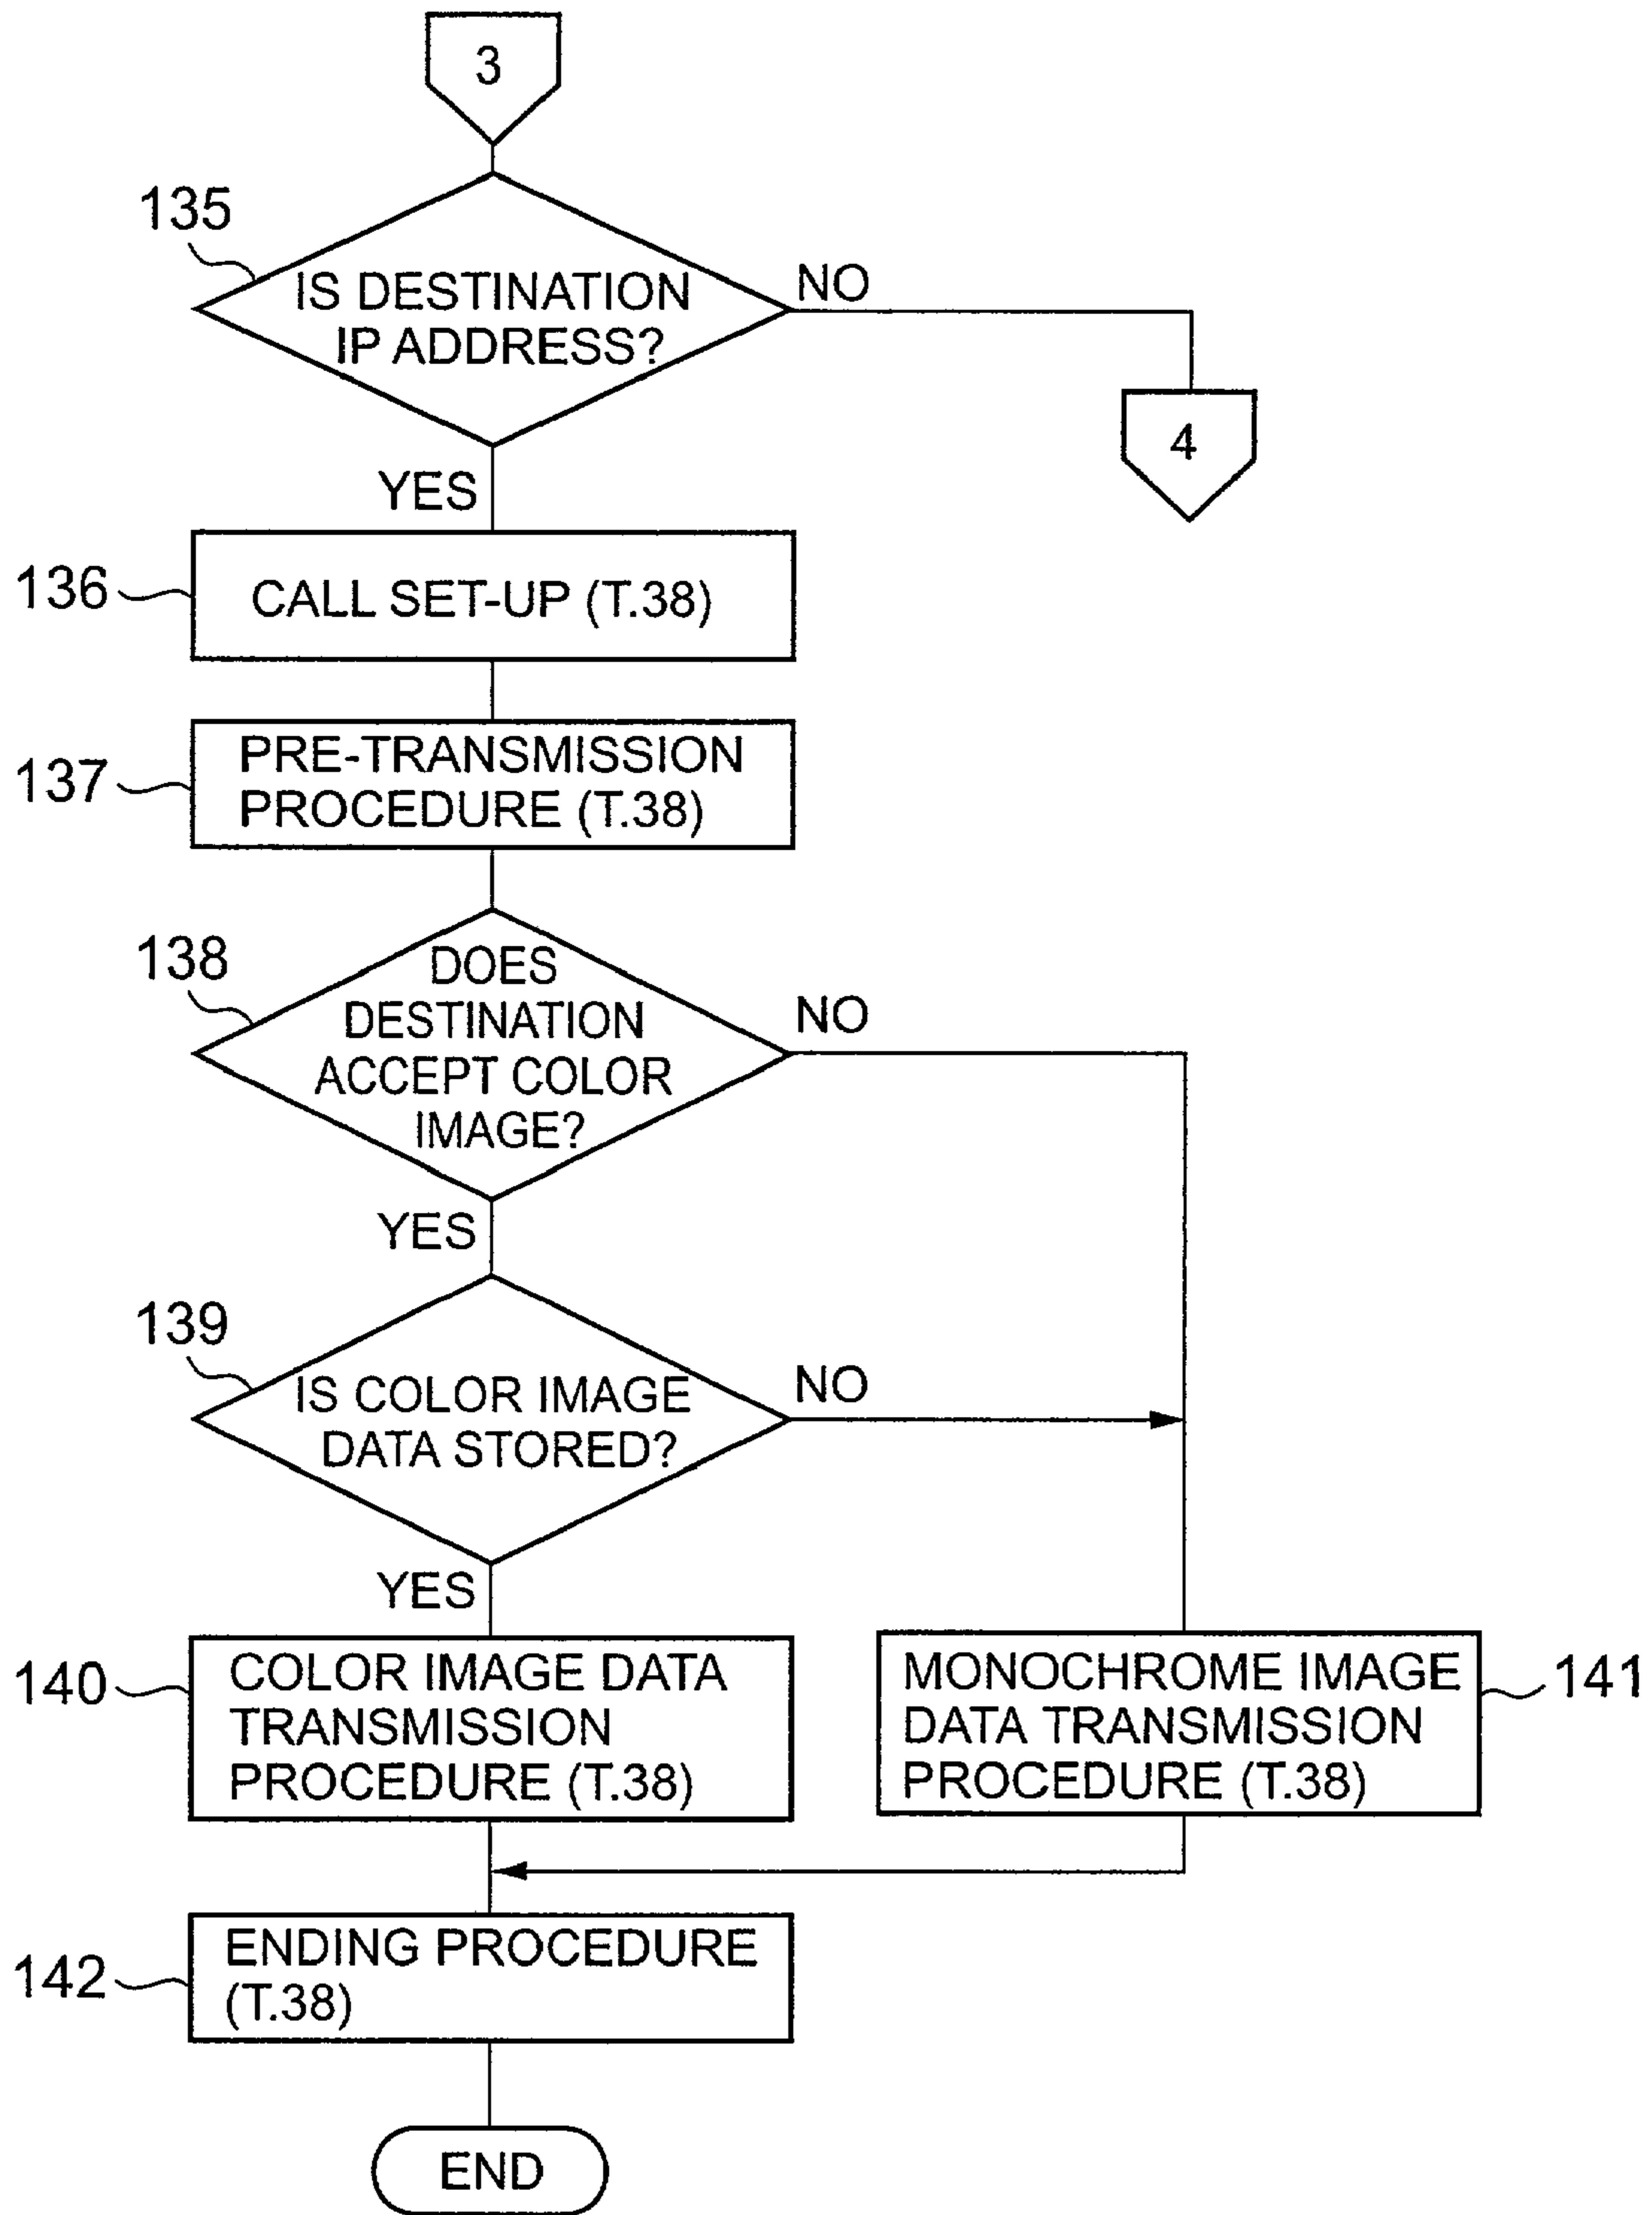 3
135
IS DESTINATION
IP ADDRESS?
NO
4
YES
136
CALL SET-UP (T.38)
137
PRE-TRANSMISSION
PROCEDURE (T.38)
138
DOES
DESTINATION
ACCEPT COLOR
IMAGE?
NO
YES
139
IS COLOR IMAGE
DATA STORED?
NO
YES
140
COLOR IMAGE DATA
TRANSMISSION
PROCEDURE (T.38)
MONOCHROME IMAGE
DATA TRANSMISSION
PROCEDURE (T.38)
141
142
ENDING PROCEDURE
(T.38)
END